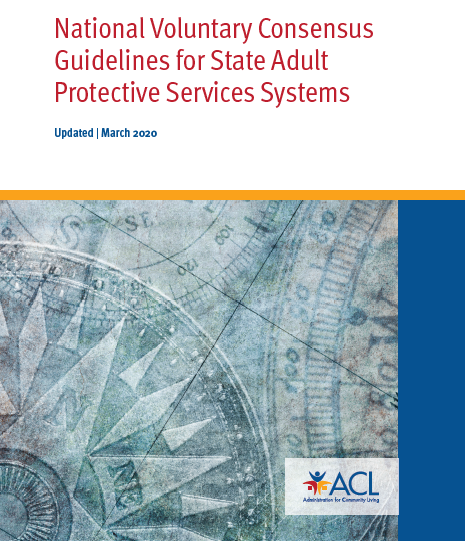 National Voluntary Consensus
Guidelines for State Adult
Protective Services Systems
Updated | March 2020
ACL
Administration for Community Living